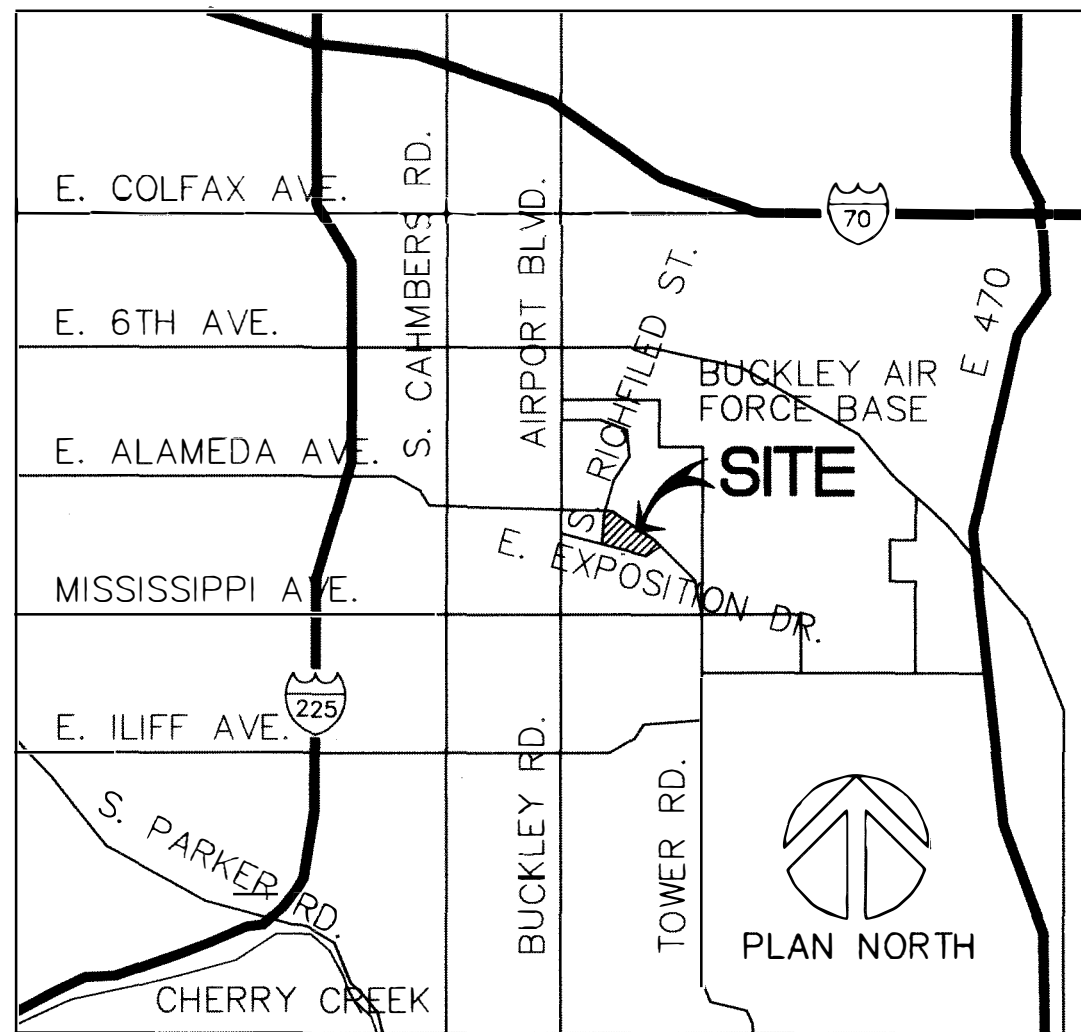 E. COLFAX AVE.
S. CAHMBERS RD.
AIRPORT BLVD.
70
E. 6TH AVE.
S. RICHFILED ST.
E 470
BUCKLEY AIR
FORCE BASE
E. ALAMEDA AVE.
SITE
E. EXPOSITION DR.
MISSISSIPPI AVE.
225
E. ILIFF AVE.
S. PARKER RD.
BUCKLEY RD.
TOWER RD.
PLAN NORTH
CHERRY CREEK